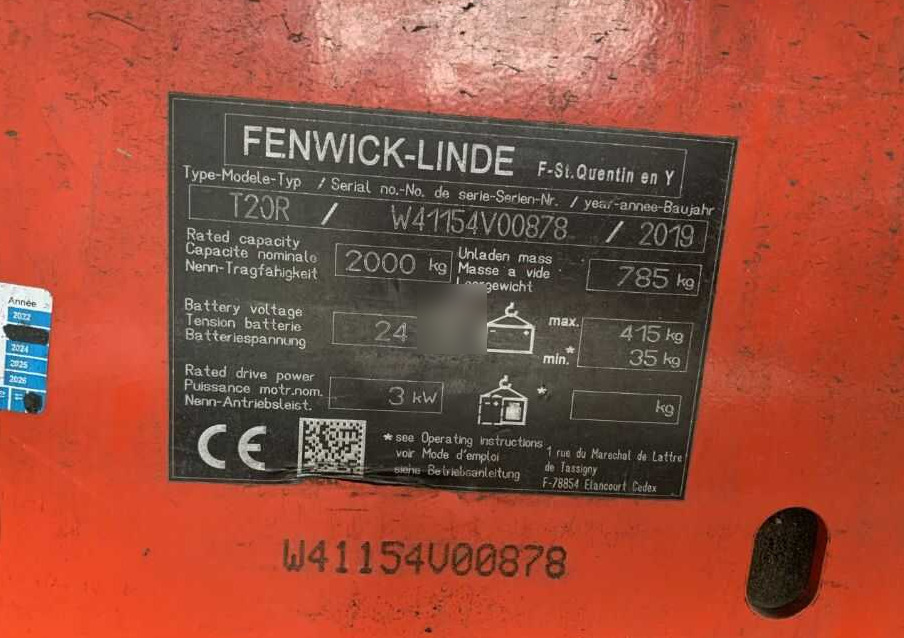 FENWICK-LINDE F-St.Quentin en Y
Type-Modele-Typ / Serial no.-No. de serie-Serien-Nr. / year-annee-Baujahr
T20R / W41154V00878 / 2019
Rated capacity
Capacite nominale
Nenn-Tragfähigkeit
2000 kg
Unladen mass
Masse a vide
Leergewicht
785 kg
Battery voltage
Tension batterie
Batteriespannung
24
max. 415 kg
min.* 35 kg
Rated drive power
Puissance motr.nom.
Nenn-Antriebsleist.
3 kW
*
kg
CE
* see Operating instructions
voir Mode d'emploi
siehe Betriebsanleitung
1 rue du Marechal de Lattre
de Tassigny
F-78854 Elancourt Cedex
W41154V00878
Année
2022
2024
2025
2026